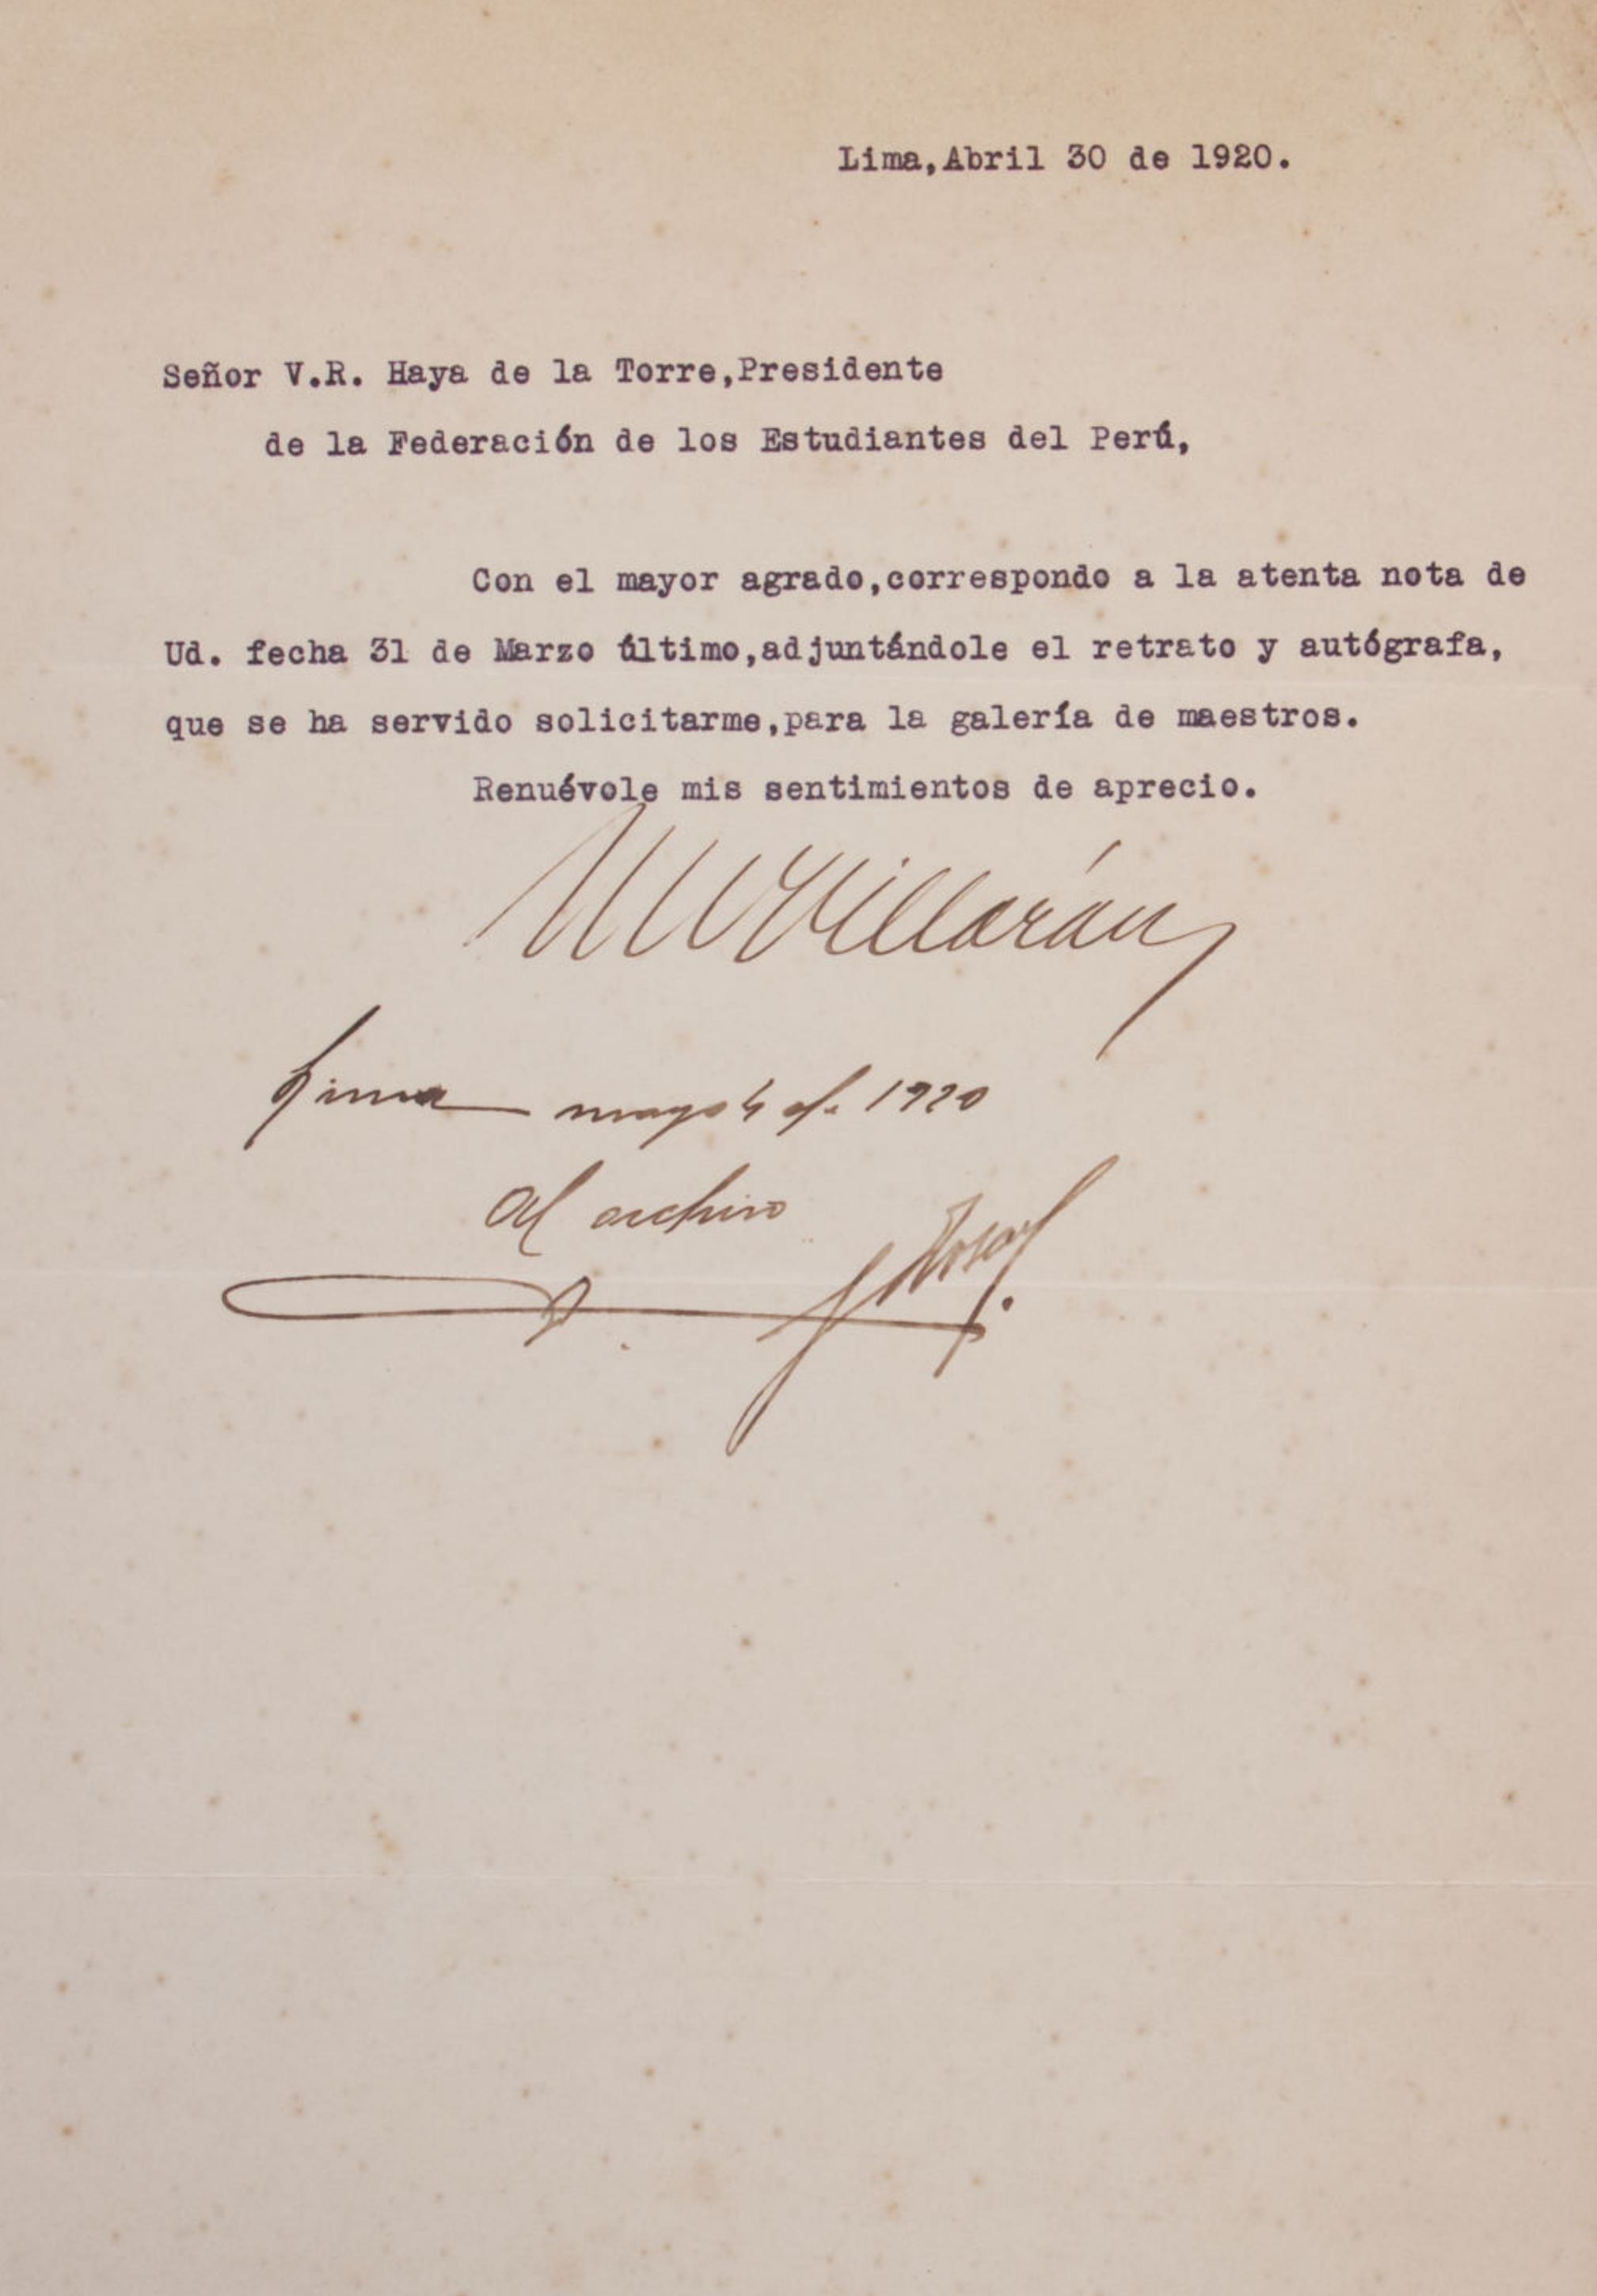 Lima,Abril 30 de 1920.
Señor V.R. Haya de la Torre,Presidente
de la Federación de los Estudiantes del Perú,
Con el mayor agrado,correspondo a la atenta nota de
Ud. fecha 31 de Marzo último,adjuntándole el retrato y autógrafa,
que se ha servido solicitarme,para la galería de maestros.
Renuévole mis sentimientos de aprecio.
MVVillarán
Lima mayo 4 de 1920
Al archivo